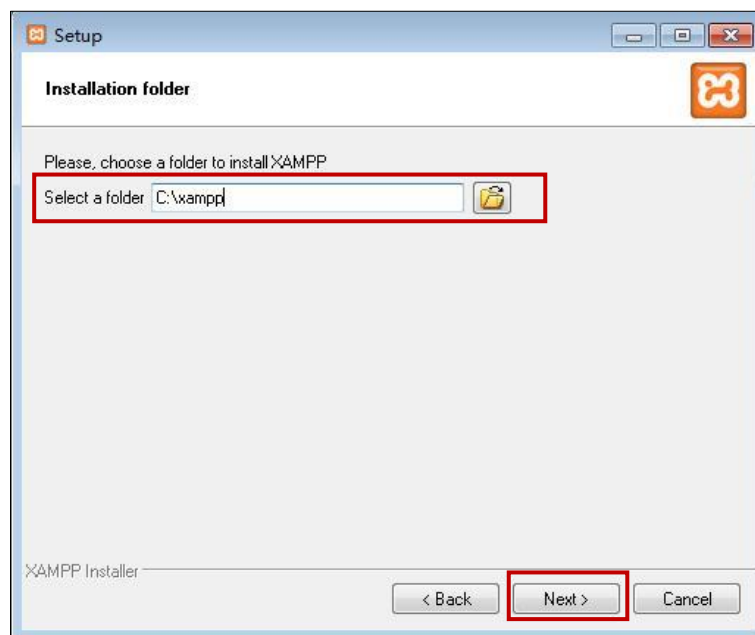 Setup
Installation folder
Please, choose a folder to install XAMPP
Select a folder C:\xampp
XAMPP Installer
< Back Next > Cancel